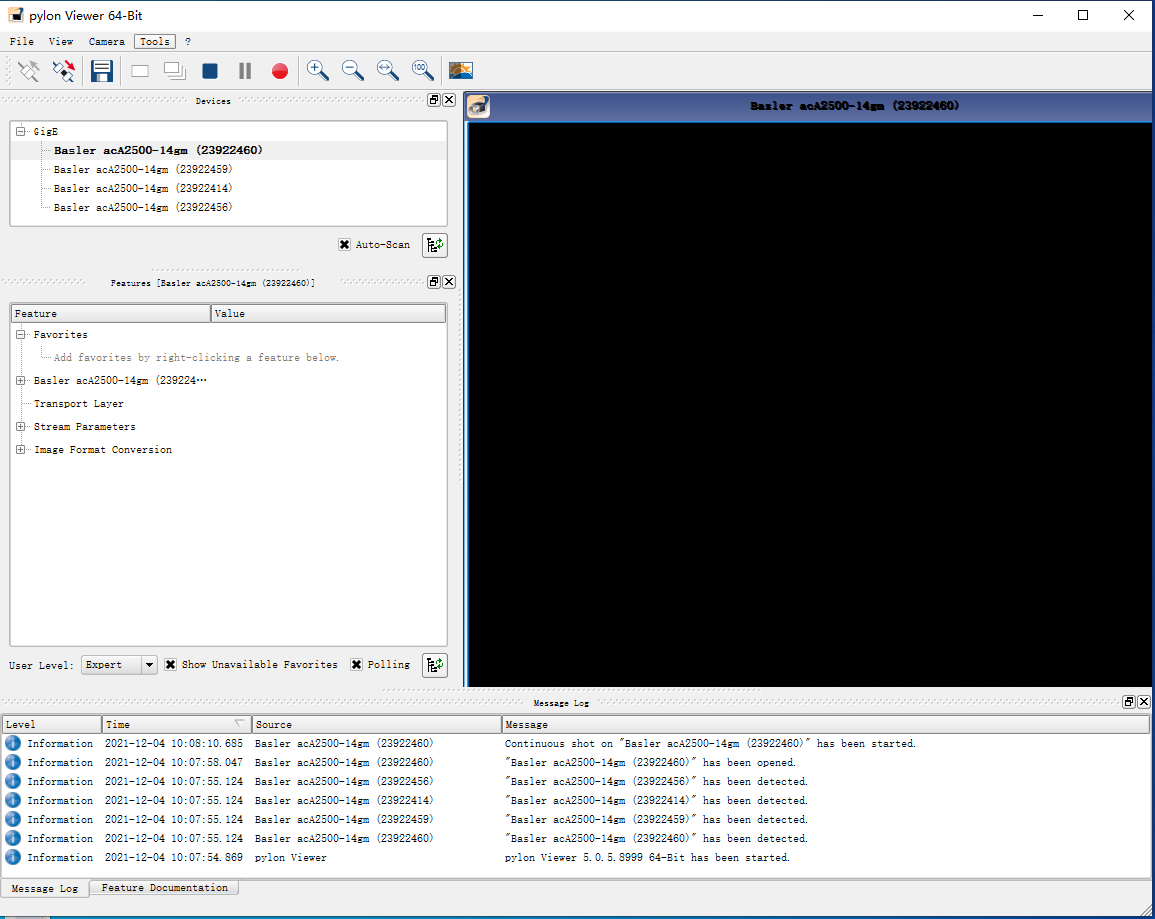 pylon Viewer 64-Bit
File View Camera Tools ?
100
Devices
GigE
Basler acA2500-14gm (23922460)
Basler acA2500-14gm (23922459)
Basler acA2500-14gm (23922414)
Basler acA2500-14gm (23922456)
Auto-Scan
Features [Basler acA2500-14gm (23922460)]
Feature Value
Favorites
Add favorites by right-clicking a feature below.
Basler acA2500-14gm (239224···
Transport Layer
Stream Parameters
Image Format Conversion
User Level: Expert Show Unavailable Favorites Polling
Basler acA2500-14gm (23922460)
Message Log
Level Time Source Message
Information 2021-12-04 10:08:10.685 Basler acA2500-14gm (23922460) Continuous shot on "Basler acA2500-14gm (23922460)" has been started.
Information 2021-12-04 10:07:58.047 Basler acA2500-14gm (23922460) "Basler acA2500-14gm (23922460)" has been opened.
Information 2021-12-04 10:07:55.124 Basler acA2500-14gm (23922456) "Basler acA2500-14gm (23922456)" has been detected.
Information 2021-12-04 10:07:55.124 Basler acA2500-14gm (23922414) "Basler acA2500-14gm (23922414)" has been detected.
Information 2021-12-04 10:07:55.124 Basler acA2500-14gm (23922459) "Basler acA2500-14gm (23922459)" has been detected.
Information 2021-12-04 10:07:55.124 Basler acA2500-14gm (23922460) "Basler acA2500-14gm (23922460)" has been detected.
Information 2021-12-04 10:07:54.869 pylon Viewer pylon Viewer 5.0.5.8999 64-Bit has been started.
Message Log Feature Documentation